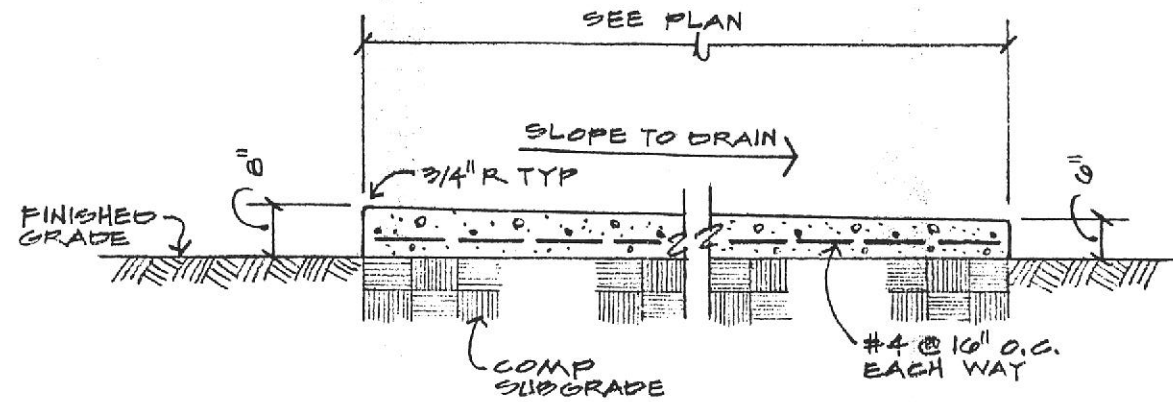 SEE PLAN
SLOPE TO DRAIN
3/4" R TYP
8"
6"
FINISHED
GRADE
COMP
SUBGRADE
#4 @ 16" O.C.
EACH WAY